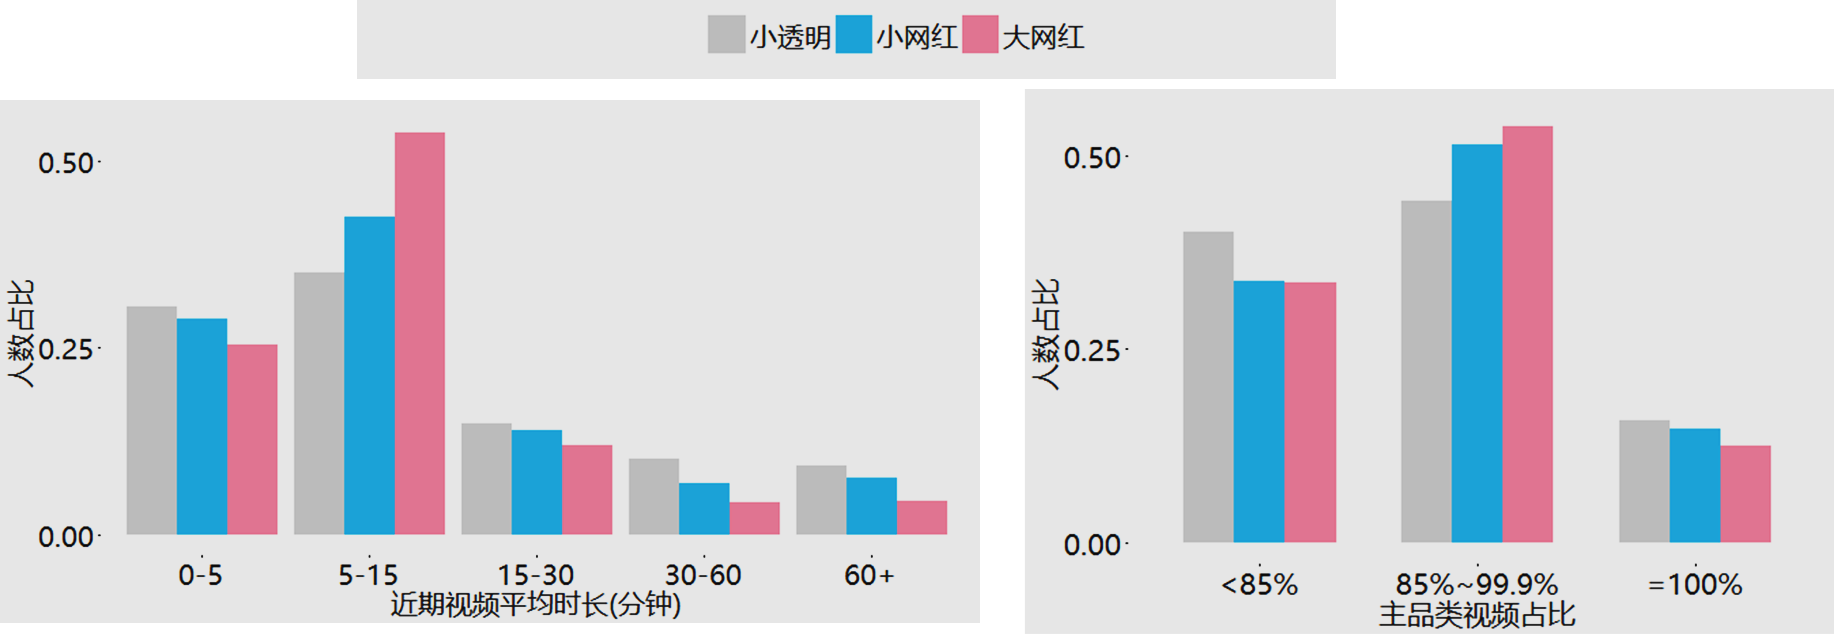 小透明 小网红 大网红
人数占比
0.50
0.25
0.00
0-5 5-15 15-30 30-60 60+
近期视频平均时长(分钟)
人数占比
0.50
0.25
0.00
<85% 85%~99.9% =100%
主品类视频占比